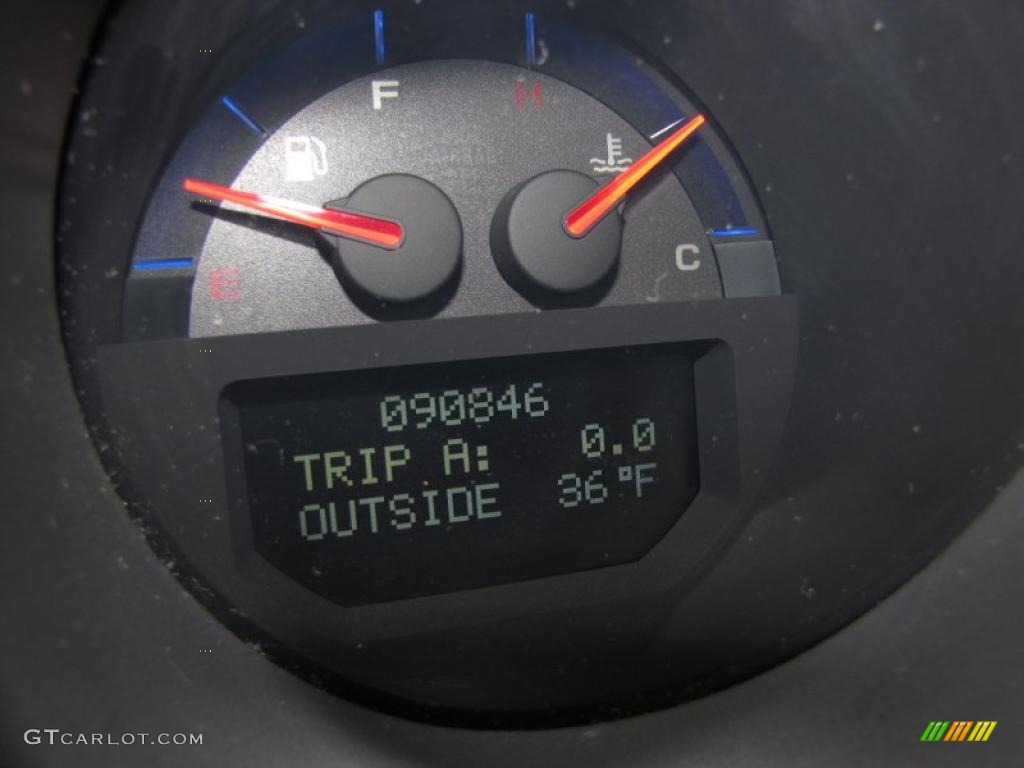 F H
E C
090846
TRIP A: 0.0
OUTSIDE 36°F
GTCARLOT.COM